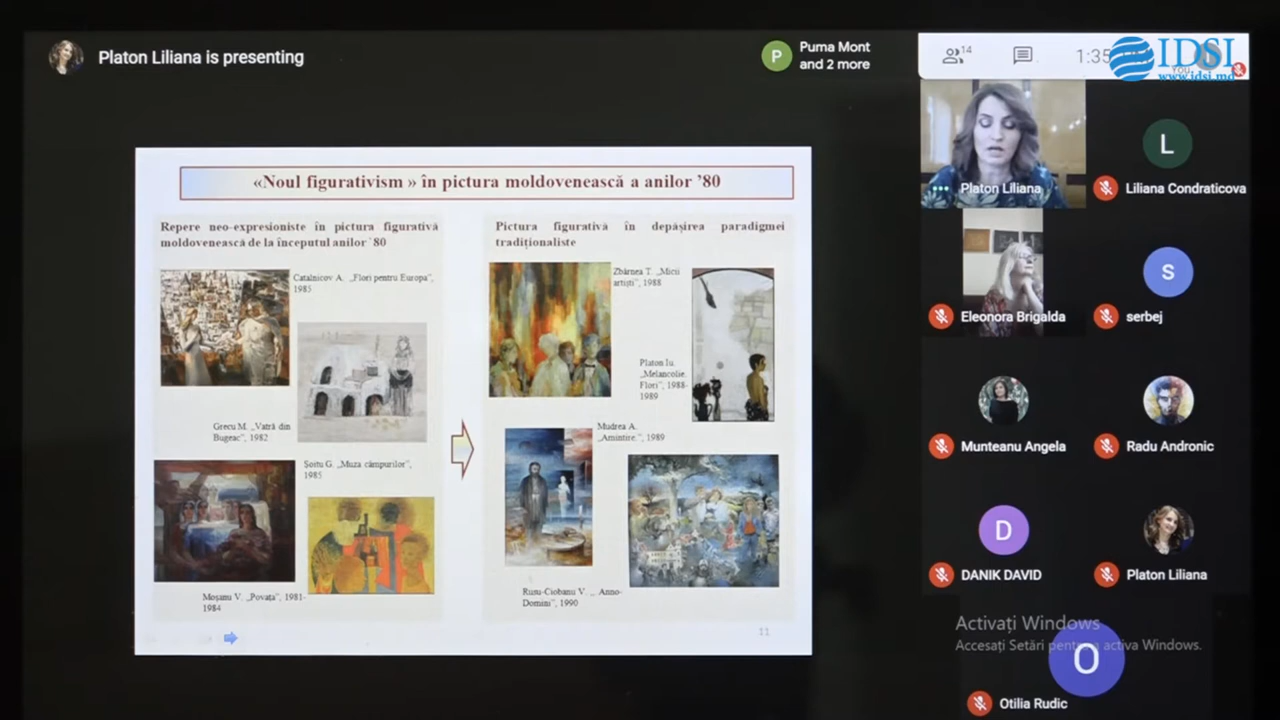 Platon Liliana is presenting
Puma Mont
and 2 more
14
1:35
IDSI
www.idsi.md
«Noul figurativism » în pictura moldovenească a anilor ’80
Repere neo-expresioniste în pictura figurativă
moldovenească de la începutul anilor ´80
Catalnicov A. „Flori pentru Europa”,
1985
Grecu M. „Vatră din
Bugeac”, 1982
Șoitu G. „Muza câmpurilor”,
1985
Moșanu V. „Povața”, 1981-
1984
Pictura figurativă în depășirea paradigmei
tradiționaliste
Zbârnea T. „Micii
artiști”, 1988
Platon Iu.
„Melancolie.
Flori”, 1988-
1989
Mudrea A.
„Amintire.”, 1989
Rusu-Ciobanu V. „ Anno-
Domini”, 1990
11
Platon Liliana
L
Liliana Condraticova
Eleonora Brigalda
S
serbej
Munteanu Angela
Radu Andronic
D
DANIK DAVID
Platon Liliana
Activați Windows
Accesați Setări pentru a activa Windows.
O
Otilia Rudic
P